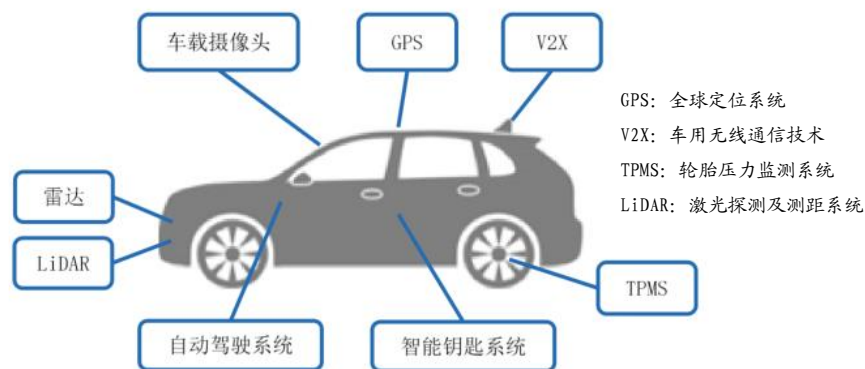 车载摄像头
GPS
V2X
GPS: 全球定位系统
V2X: 车用无线通信技术
TPMS: 轮胎压力监测系统
LiDAR: 激光探测及测距系统
雷达
LiDAR
TPMS
自动驾驶系统
智能钥匙系统